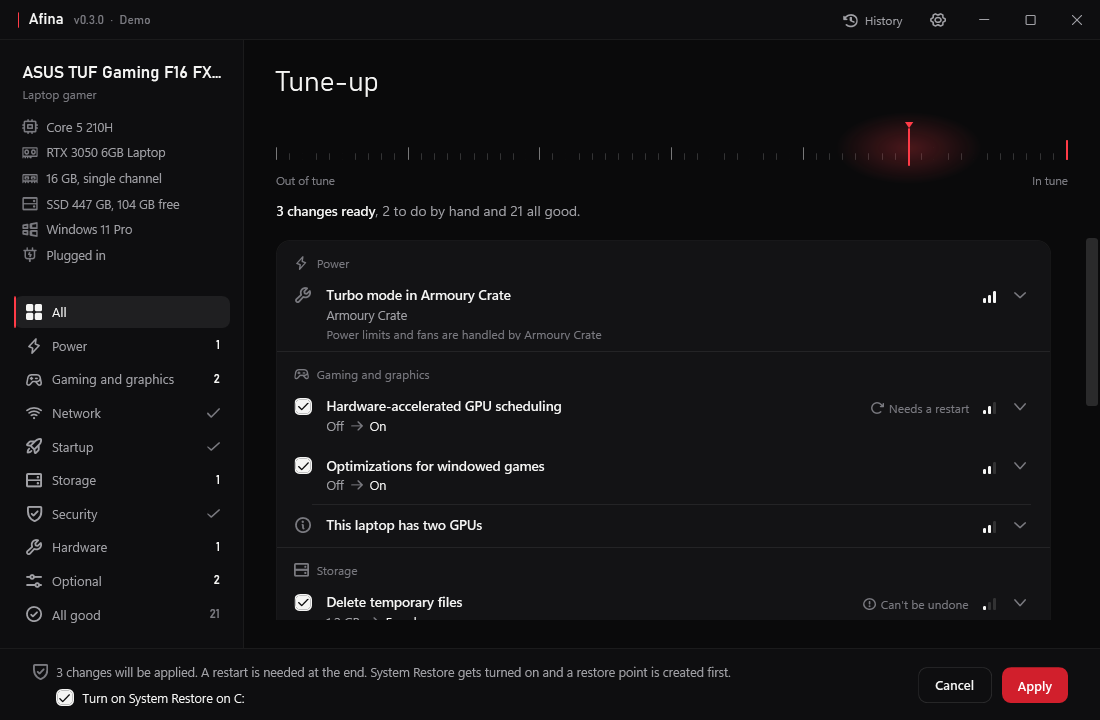 Afina v0.3.0 · Demo
History
ASUS TUF Gaming F16 FX...
Laptop gamer
Core 5 210H
RTX 3050 6GB Laptop
16 GB, single channel
SSD 447 GB, 104 GB free
Windows 11 Pro
Plugged in
All
Power 1
Gaming and graphics 2
Network
Startup
Storage 1
Security
Hardware 1
Optional 2
All good 21
Tune-up
Out of tune
In tune
3 changes ready, 2 to do by hand and 21 all good.
Power
Turbo mode in Armoury Crate
Armoury Crate
Power limits and fans are handled by Armoury Crate
Gaming and graphics
Hardware-accelerated GPU scheduling
Needs a restart
Off → On
Optimizations for windowed games
Off → On
This laptop has two GPUs
Storage
Delete temporary files
Can't be undone
3 changes will be applied. A restart is needed at the end. System Restore gets turned on and a restore point is created first.
Turn on System Restore on C:
Cancel
Apply